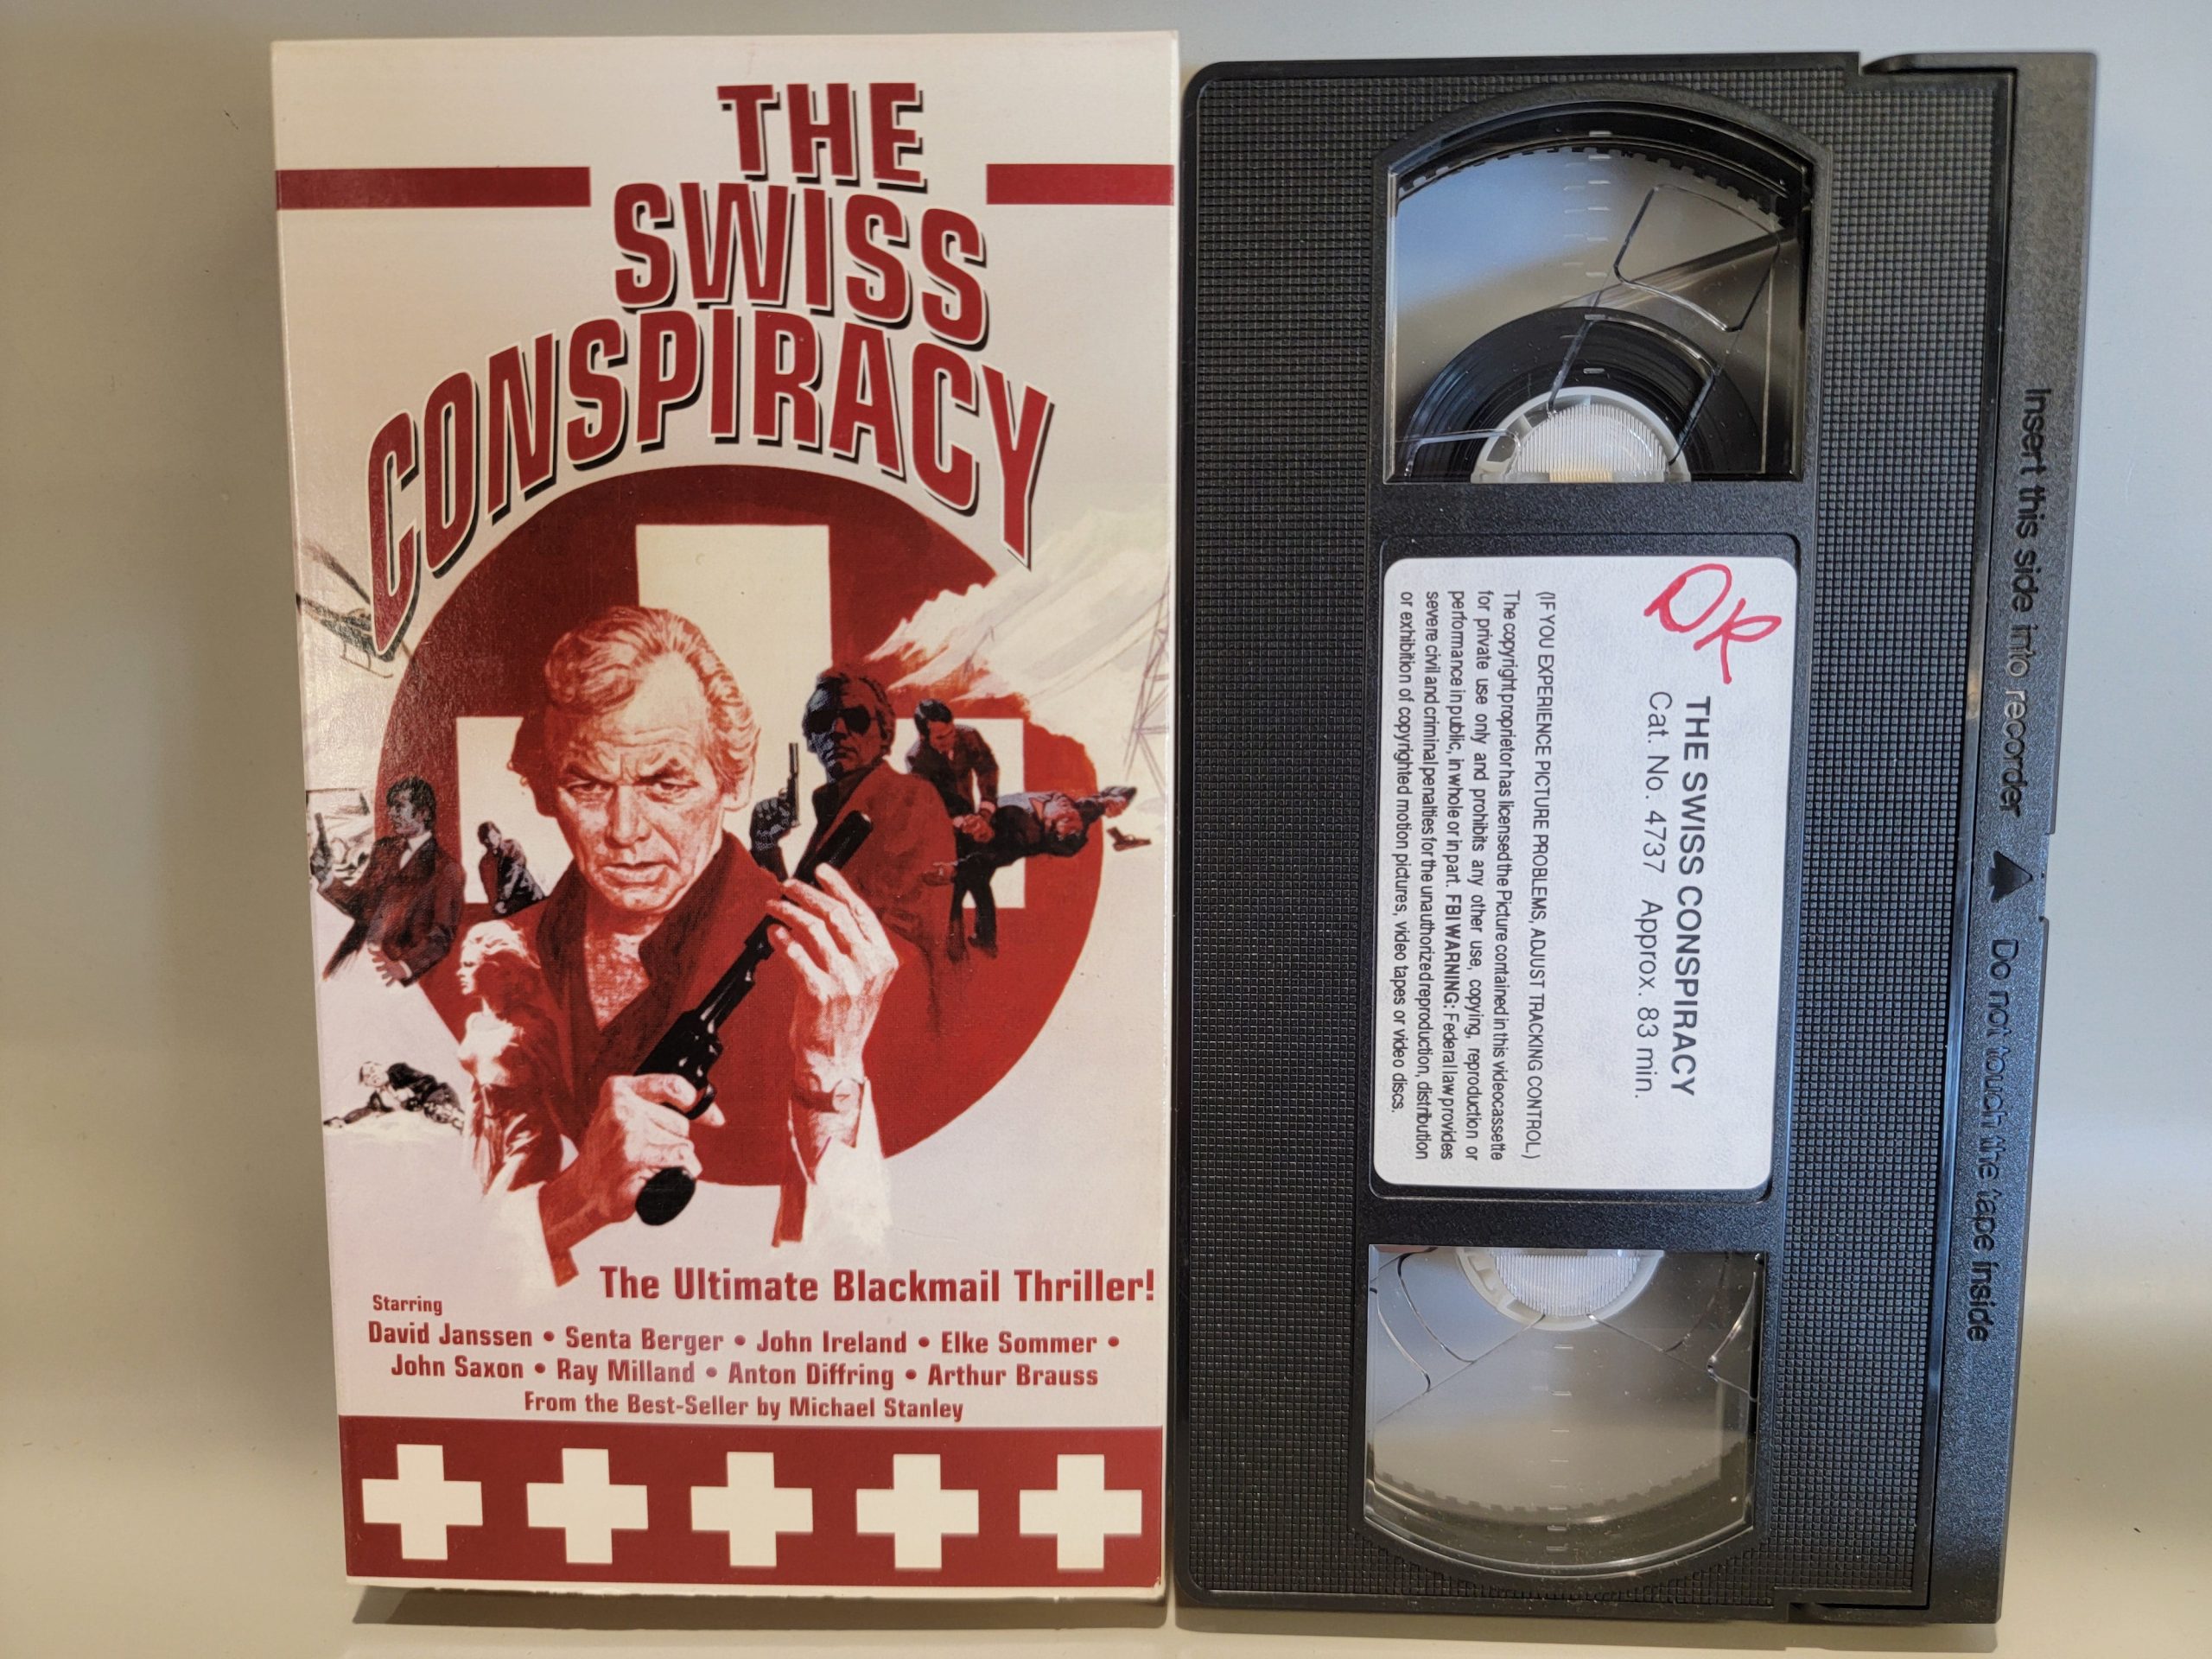 THE
SWISS
CONSPIRACY
The Ultimate Blackmail Thriller!
Starring
David Janssen • Senta Berger • John Ireland • Elke Sommer •
John Saxon • Ray Milland • Anton Diffring • Arthur Brauss
From the Best-Seller by Michael Stanley
DR
THE SWISS CONSPIRACY
Cat. No. 4737 Approx. 83 min.
(IF YOU EXPERIENCE PICTURE PROBLEMS, ADJUST TRACKING CONTROL.)
The copyright proprietor has licensed the Picture contained in this videocassette
for private use only and prohibits any other use, copying, reproduction or
performance in public, in whole or in part. FBI WARNING: Federal law provides
severe civil and criminal penalties for the unauthorized reproduction, distribution
or exhibition of copyrighted motion pictures, video tapes or video discs.
Insert this side into recorder ▲ Do not touch the tape inside